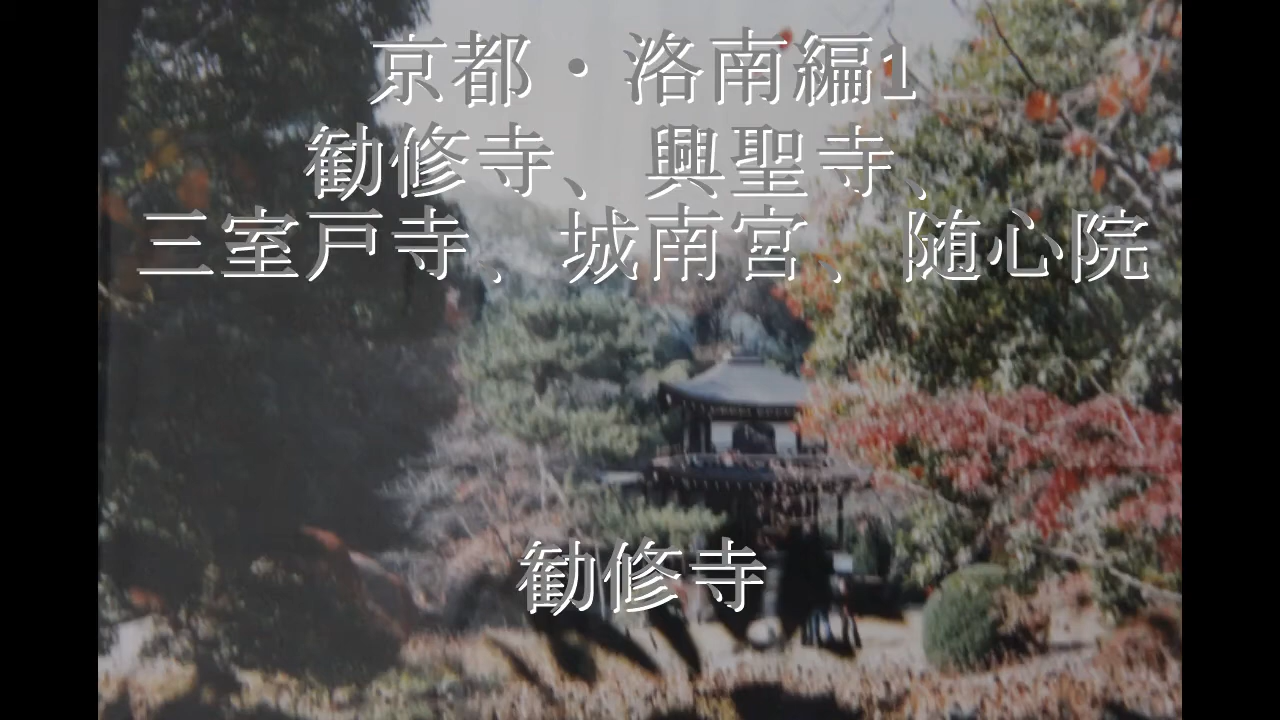 京都・洛南編1
勧修寺、興聖寺、
三室戸寺、城南宮、随心院
勧修寺